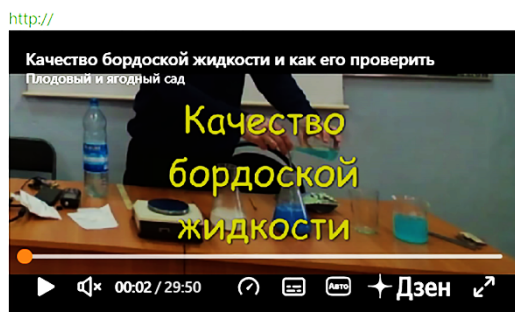 http://
Качество бордоской жидкости и как его проверить
Плодовый и ягодный сад
Качество
бордоской
жидкости
00:02 / 29:50 Авто Дзен